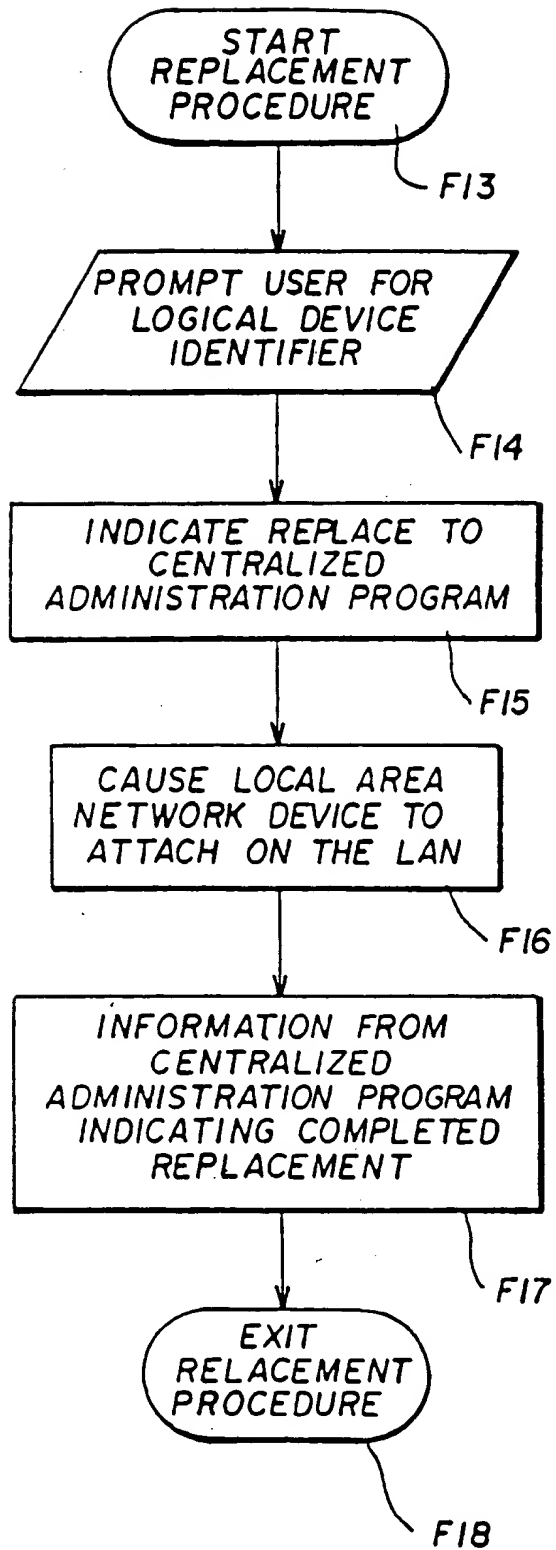 START
REPLACEMENT
PROCEDURE
F13
PROMPT USER FOR
LOGICAL DEVICE
IDENTIFIER
F14
INDICATE REPLACE TO
CENTRALIZED
ADMINISTRATION PROGRAM
F15
CAUSE LOCAL AREA
NETWORK DEVICE TO
ATTACH ON THE LAN
F16
INFORMATION FROM
CENTRALIZED
ADMINISTRATION PROGRAM
INDICATING COMPLETED
REPLACEMENT
F17
EXIT
RELACEMENT
PROCEDURE
F18